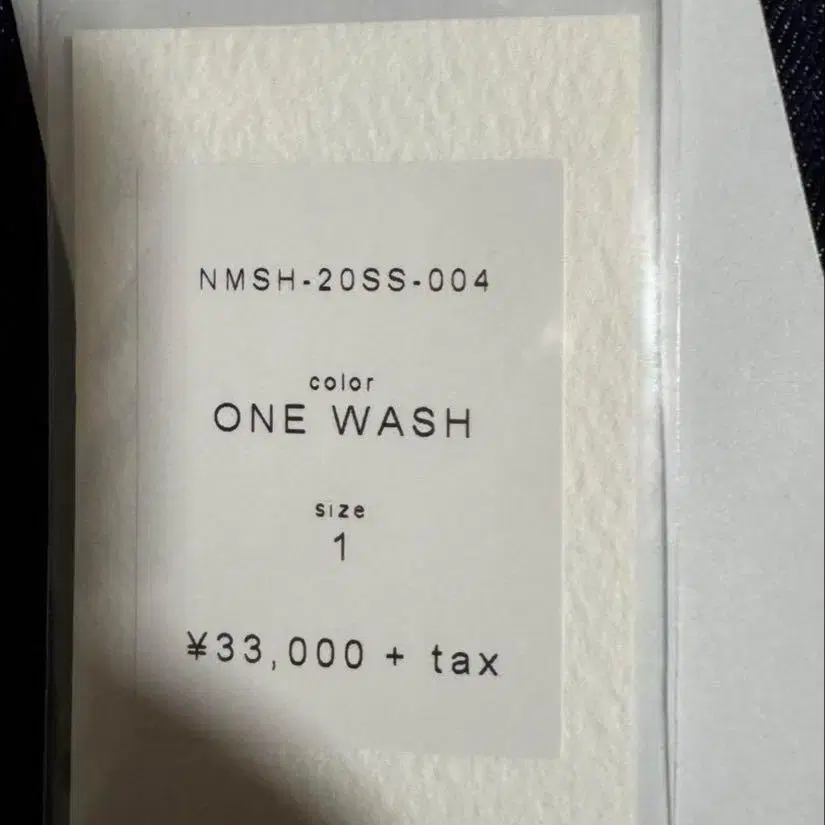 NMSH-20SS-004
color
ONE WASH
size
1
¥33,000 + tax